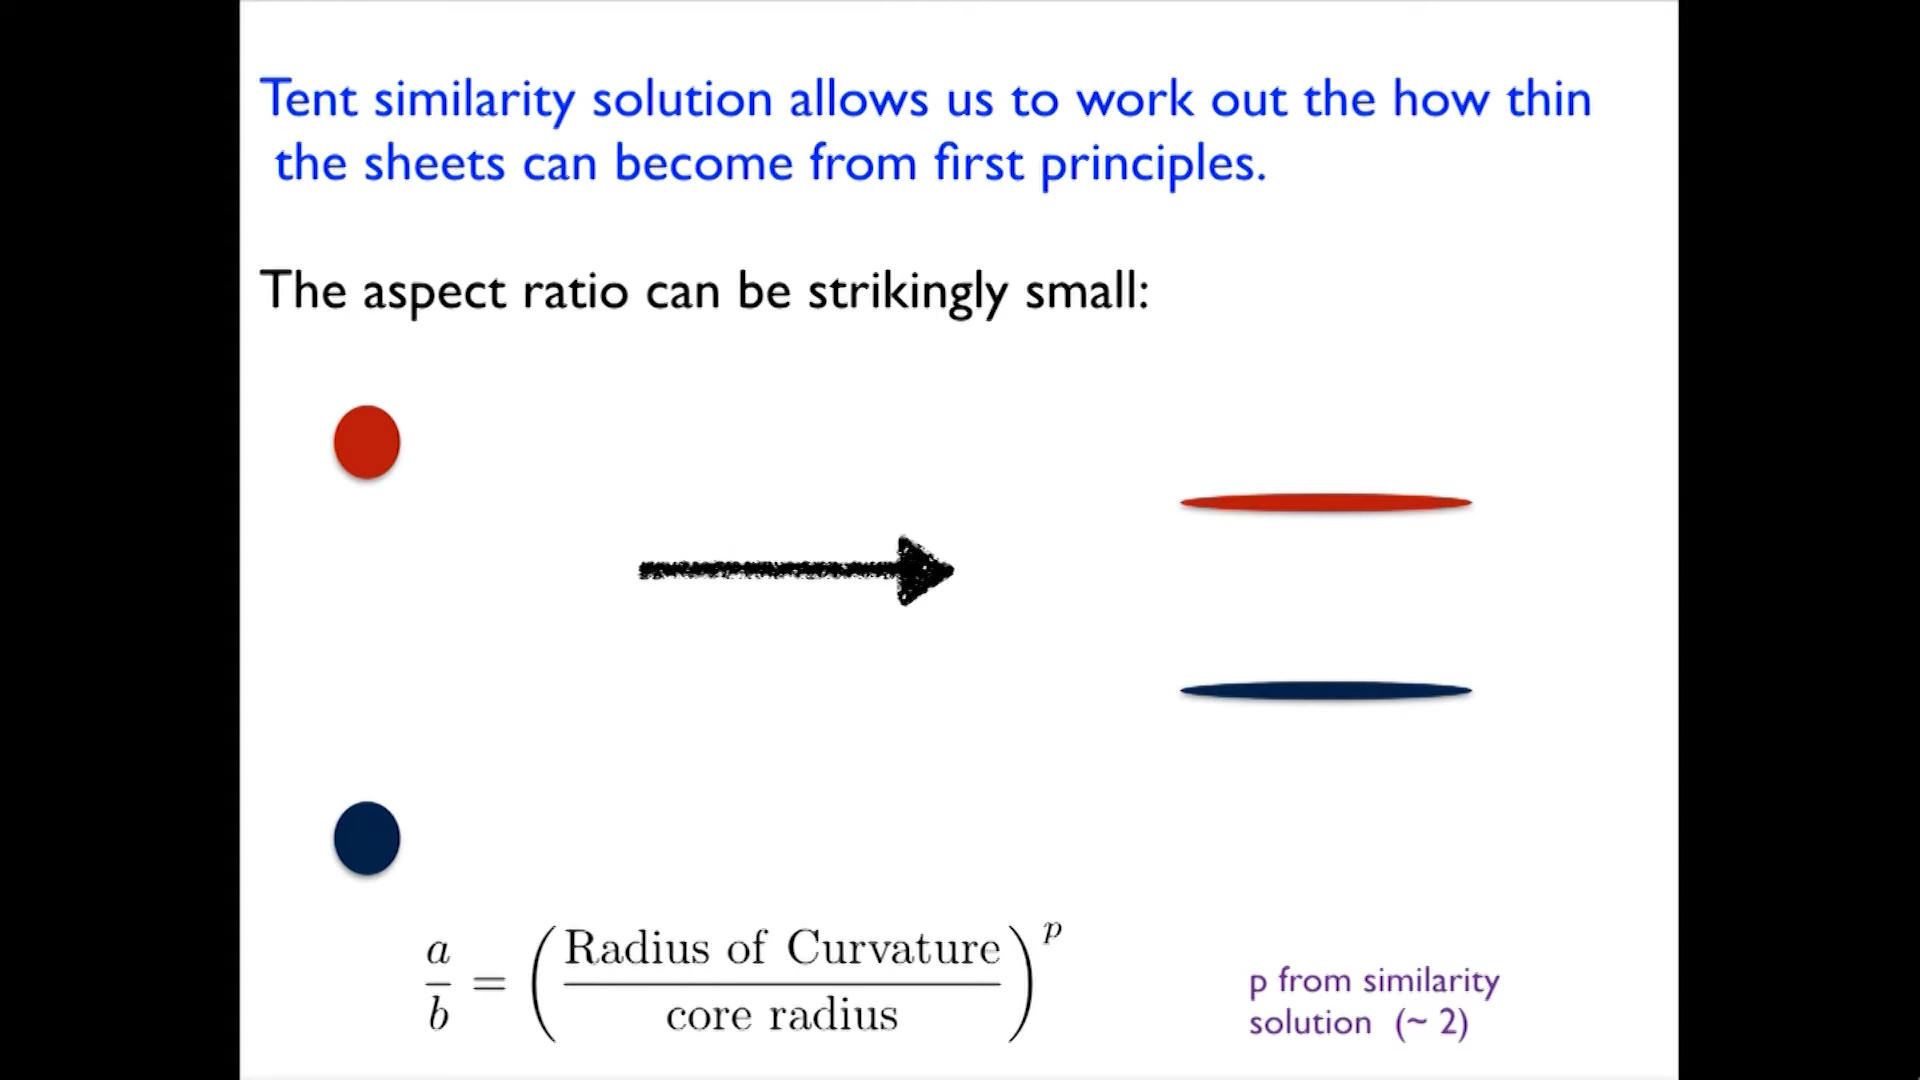 Tent similarity solution allows us to work out the how thin
the sheets can become from first principles.
The aspect ratio can be strikingly small:
a/b = (Radius of Curvature/core radius)^p
p from similarity
solution (~ 2)